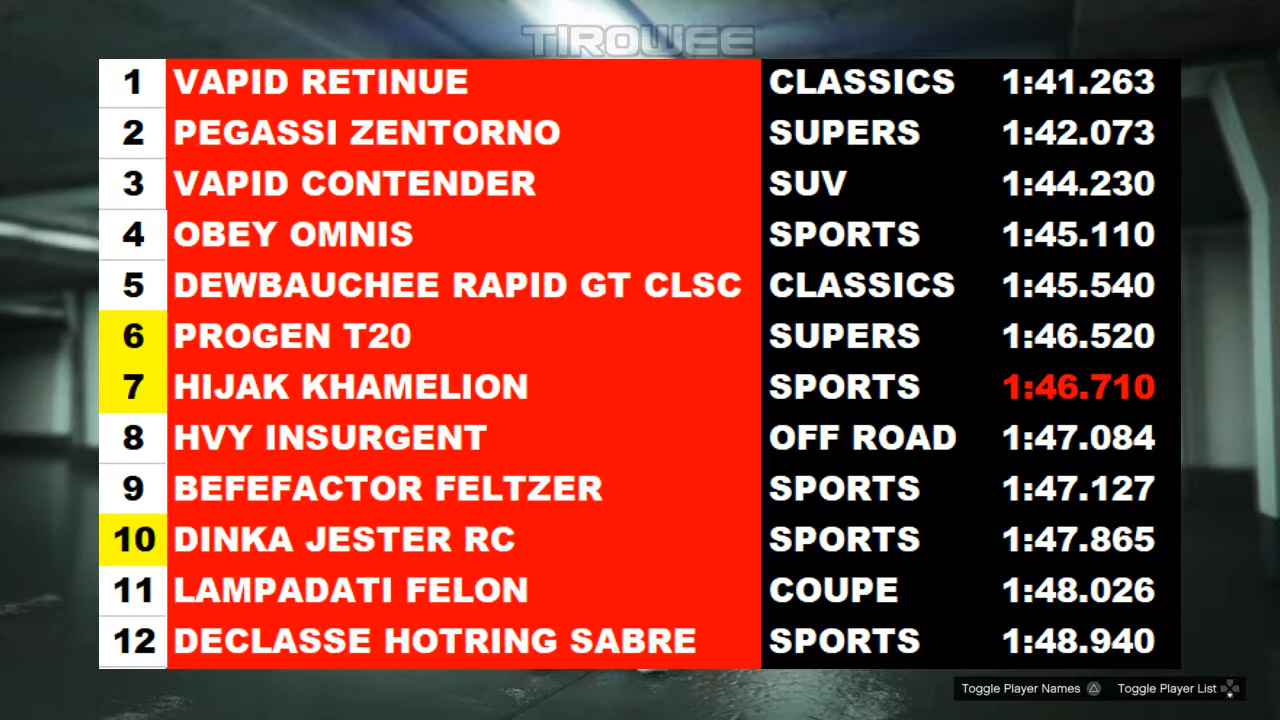 TIROWEE
1 VAPID RETINUE CLASSICS 1:41.263
2 PEGASSI ZENTORNO SUPERS 1:42.073
3 VAPID CONTENDER SUV 1:44.230
4 OBEY OMNIS SPORTS 1:45.110
5 DEWBAUCHEE RAPID GT CLSC CLASSICS 1:45.540
6 PROGEN T20 SUPERS 1:46.520
7 HIJAK KHAMELION SPORTS 1:46.710
8 HVY INSURGENT OFF ROAD 1:47.084
9 BEFEFACTOR FELTZER SPORTS 1:47.127
10 DINKA JESTER RC SPORTS 1:47.865
11 LAMPADATI FELON COUPE 1:48.026
12 DECLASSE HOTRING SABRE SPORTS 1:48.940
Toggle Player Names Toggle Player List